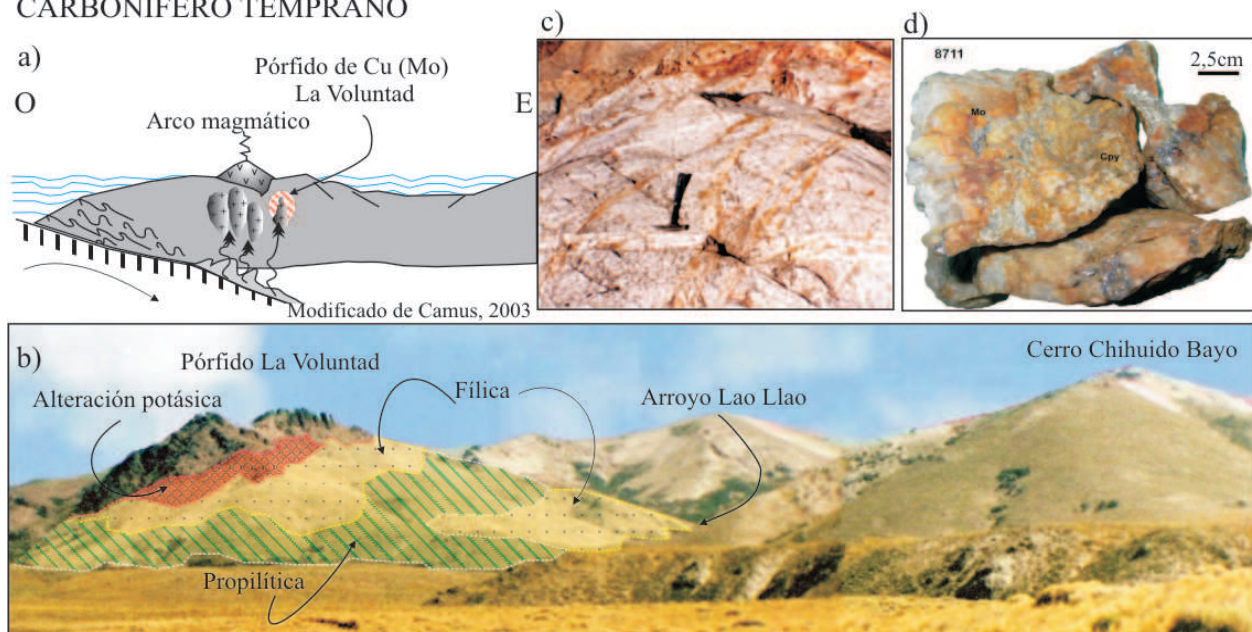 CARBONÍFERO TEMPRANO
a)
Pórfido de Cu (Mo)
La Voluntad
O
E
Arco magmático
Modificado de Camus, 2003
c)
d)
8711
2,5cm
Mo
Cpy
b)
Pórfido La Voluntad
Cerro Chihuido Bayo
Alteración potásica
Fílica
Arroyo Lao Llao
Propilítica